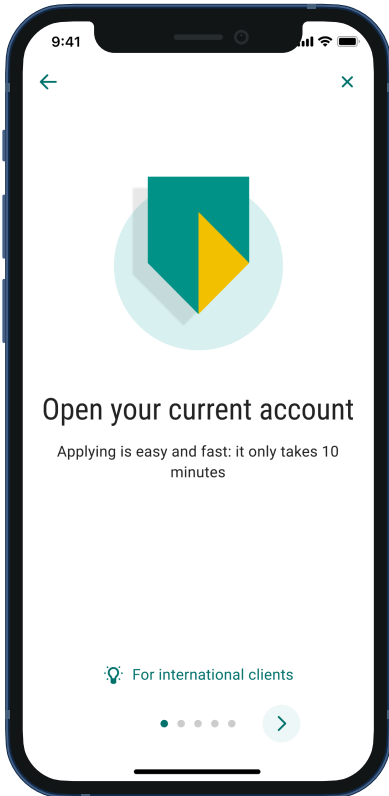 9:41
Open your current account
Applying is easy and fast: it only takes 10
minutes
For international clients